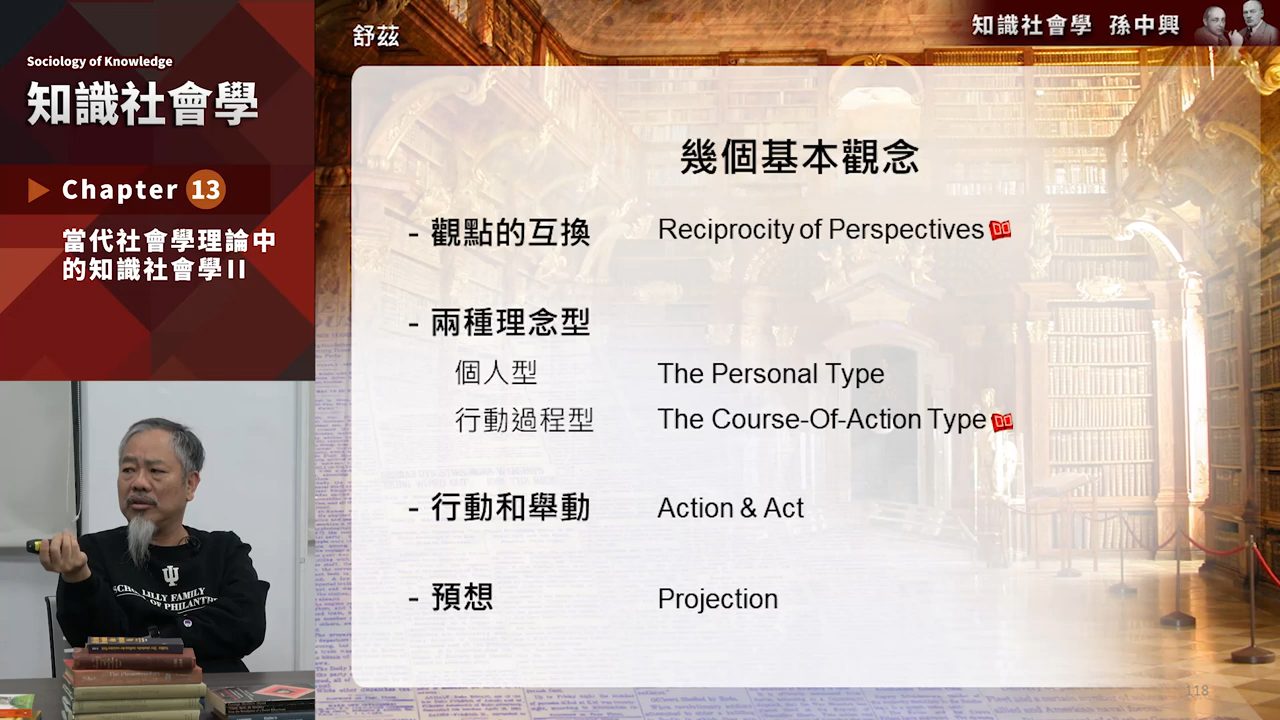 Sociology of Knowledge
知識社會學
Chapter 13
當代社會學理論中
的知識社會學II
舒茲
知識社會學 孫中興
幾個基本觀念
- 觀點的互換 Reciprocity of Perspectives
- 兩種理念型
個人型 The Personal Type
行動過程型 The Course-Of-Action Type
- 行動和舉動 Action & Act
- 預想 Projection
118
LILLY FAMILY
OF PHILANTH